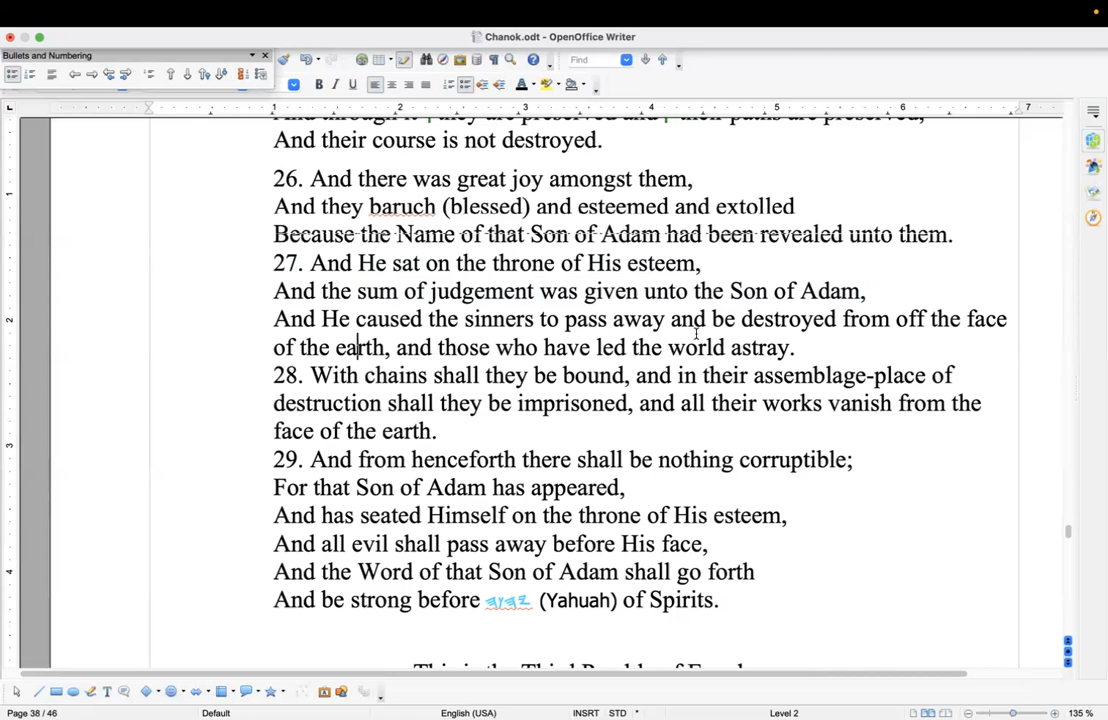 Chanok.odt - OpenOffice Writer
Bullets and Numbering
Find
1 2 3 4 5 6 7
And their course is not destroyed.
26. And there was great joy amongst them,
And they baruch (blessed) and esteemed and extolled
Because the Name of that Son of Adam had been revealed unto them.
27. And He sat on the throne of His esteem,
And the sum of judgement was given unto the Son of Adam,
And He caused the sinners to pass away and be destroyed from off the face
of the earth, and those who have led the world astray.
28. With chains shall they be bound, and in their assemblage-place of
destruction shall they be imprisoned, and all their works vanish from the
face of the earth.
29. And from henceforth there shall be nothing corruptible;
For that Son of Adam has appeared,
And has seated Himself on the throne of His esteem,
And all evil shall pass away before His face,
And the Word of that Son of Adam shall go forth
And be strong before 𐤉𐤄𐤅𐤄 (Yahuah) of Spirits.
Page 38 / 46 Default English (USA) INSRT STD * Level 2 135 %